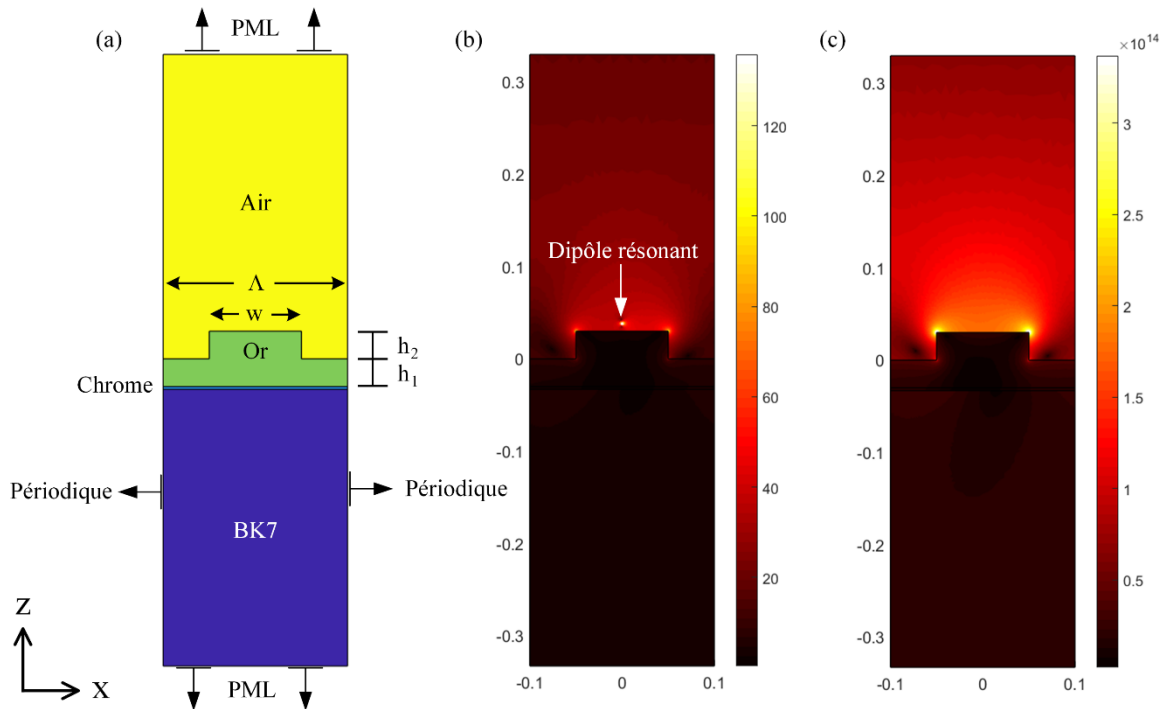 (a)
PML
Air
Λ
w
Or
h₂
h₁
Chrome
Périodique
Périodique
BK7
Z
X
PML
(b)
0.3
0.2
0.1
0
-0.1
-0.2
-0.3
-0.1
0
0.1
Dipôle résonant
120
100
80
60
40
20
(c)
×10¹⁴
0.3
0.2
0.1
0
-0.1
-0.2
-0.3
-0.1
0
0.1
3
2.5
2
1.5
1
0.5